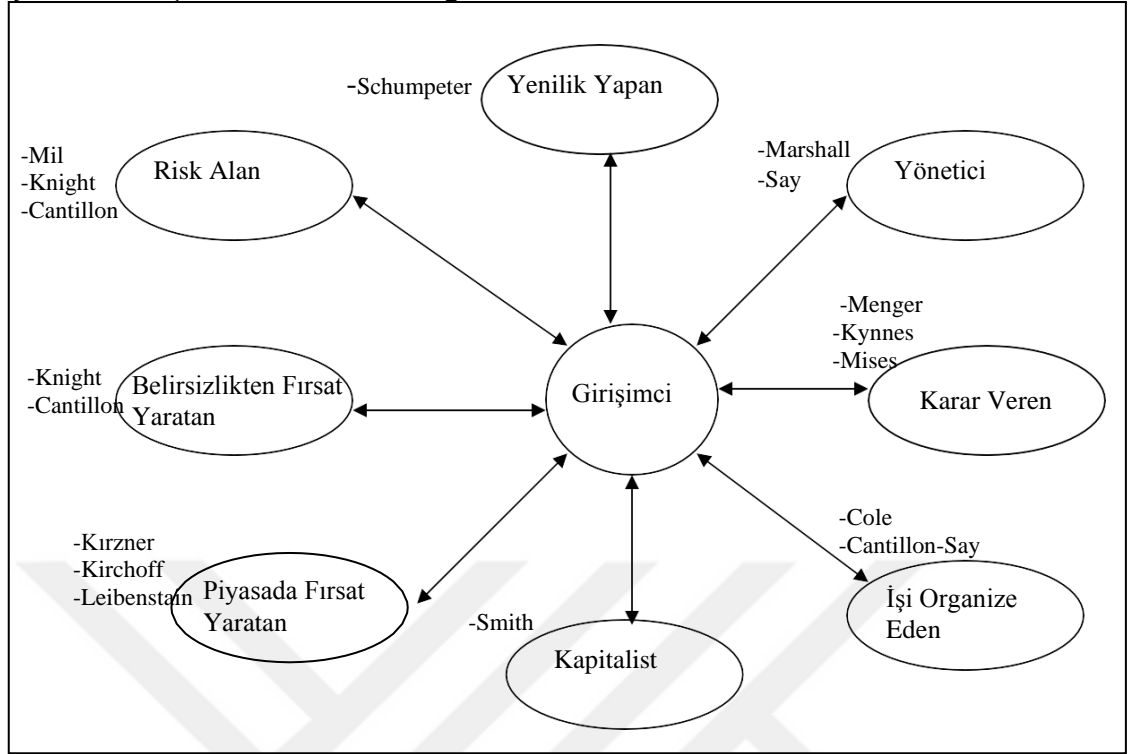 -Schumpeter
Yenilik Yapan
-Mil
-Knight
-Cantillon
Risk Alan
-Marshall
-Say
Yönetici
-Menger
-Kynnes
-Mises
Karar Veren
-Knight
-Cantillon
Belirsizlikten Fırsat
Yaratan
Girişimci
-Kırzner
-Kirchoff
-Leibenstain
Piyasada Fırsat
Yaratan
-Smith
Kapitalist
-Cole
-Cantillon-Say
İşi Organize
Eden